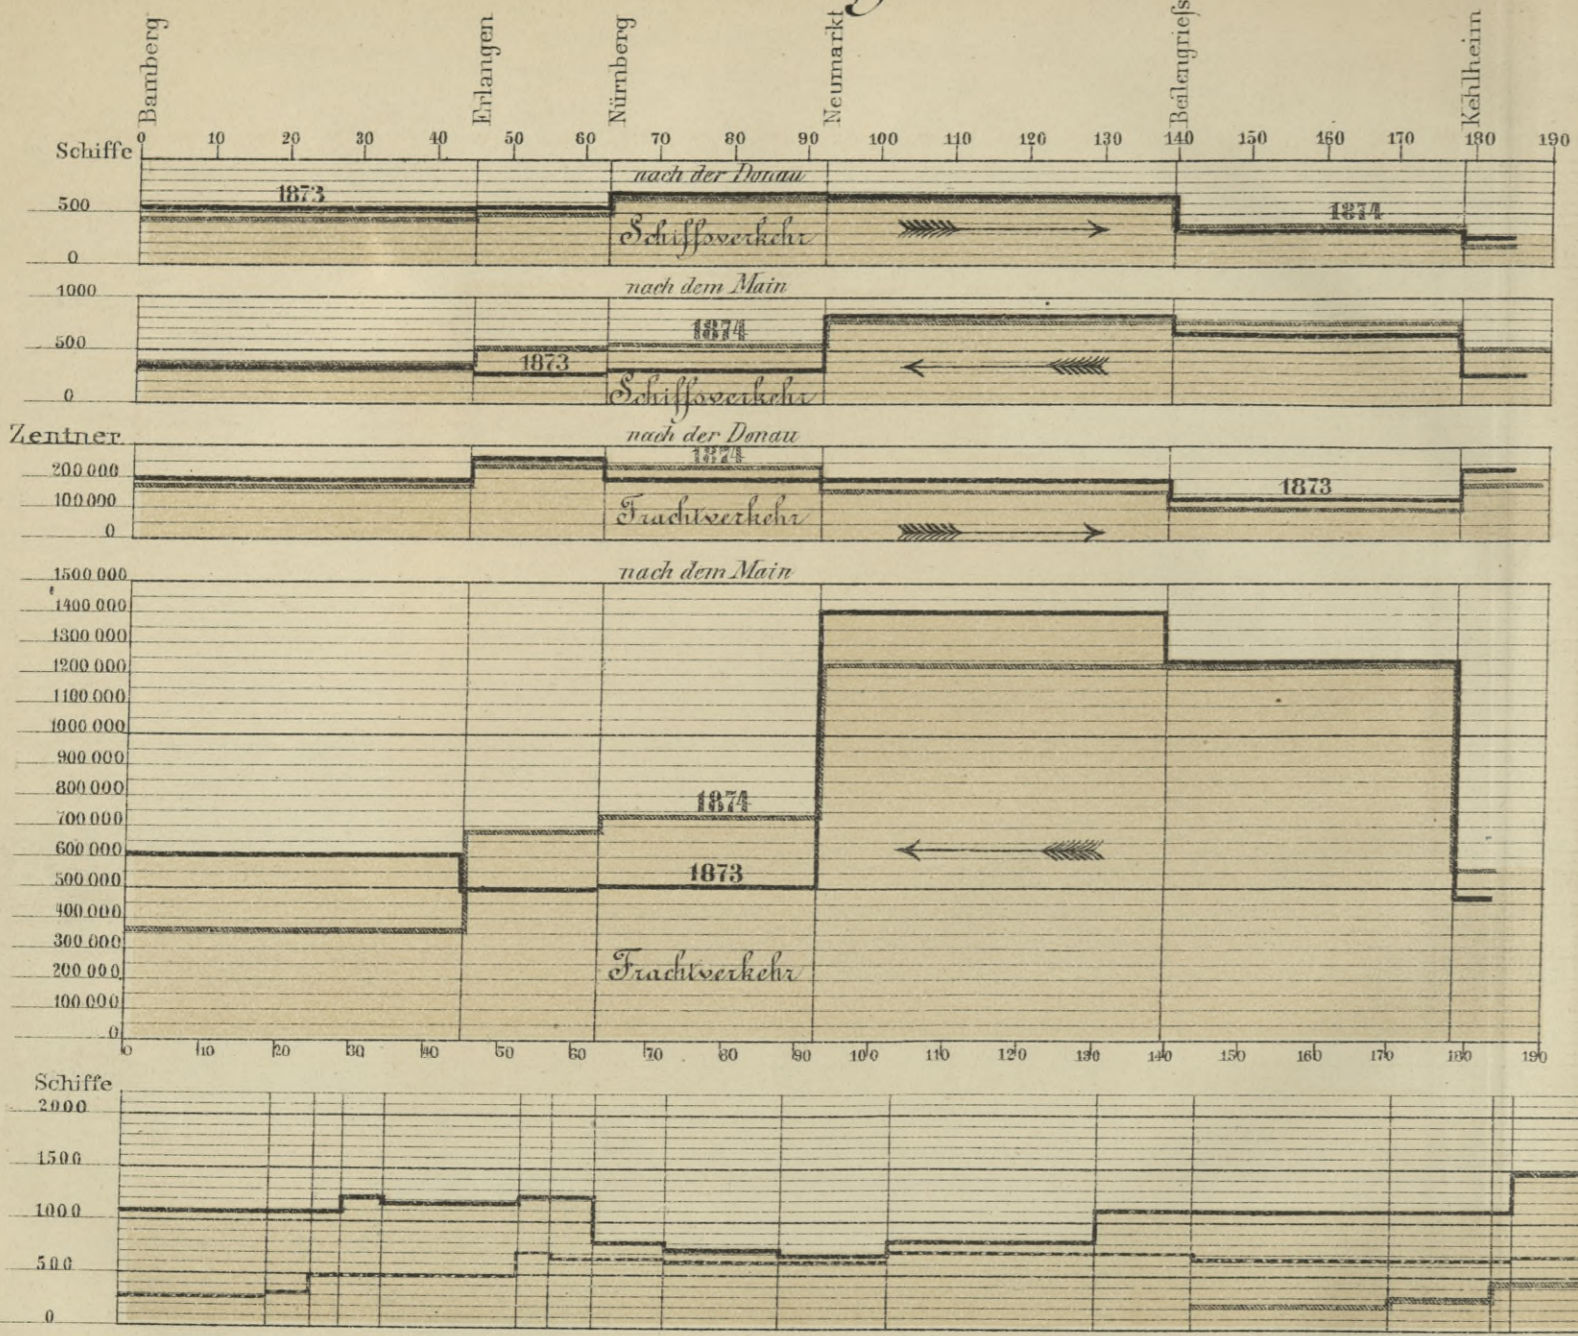 Bamberg Erlangen Nürnberg Neumarkt Beilengrieſs Kehlheim
0 10 20 30 40 50 60 70 80 90 100 110 120 130 140 150 160 170 180 190
Schiffe
nach der Donau
1873
500
1874
Schiffsverkehr
0
nach dem Main
1000
1874
500
1873
Schiffsverkehr
0
Zentner
nach der Donau
1874
200 000
1873
100 000
Frachtverkehr
0
nach dem Main
1500 000
1400 000
1300 000
1200 000
1100 000
1000 000
900 000
800 000
1874
700 000
600 000
1873
500 000
400 000
300 000
Frachtverkehr
200 000
100 000
0
0 10 20 30 40 50 60 70 80 90 100 110 120 130 140 150 160 170 180 190
Schiffe
2000
1500
1000
500
0